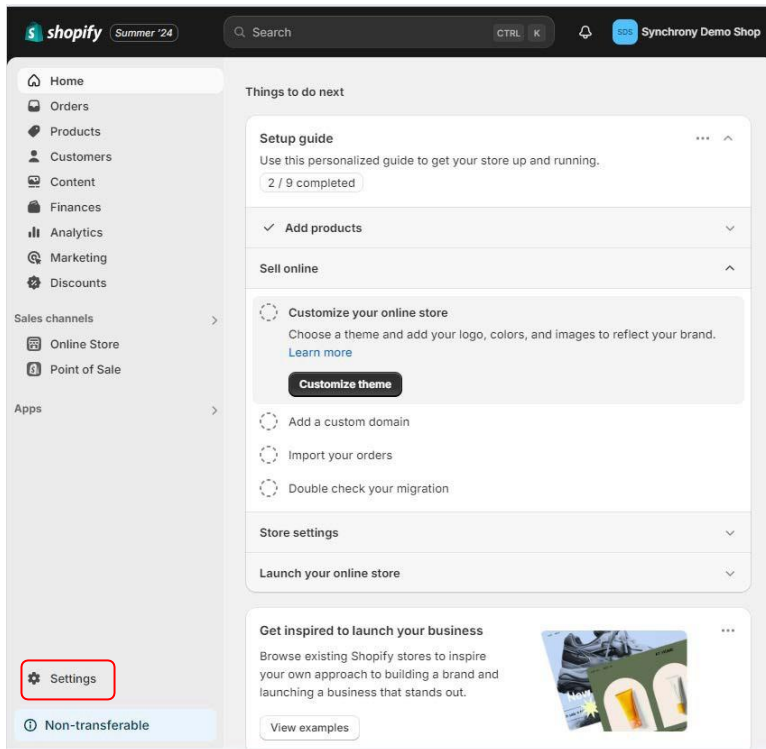 shopify Summer '24
Search CTRL K
SDS Synchrony Demo Shop
Home
Orders
Products
Customers
Content
Finances
Analytics
Marketing
Discounts
Sales channels
Online Store
Point of Sale
Apps
Settings
Non-transferable
Things to do next
Setup guide
Use this personalized guide to get your store up and running.
2 / 9 completed
Add products
Sell online
Customize your online store
Choose a theme and add your logo, colors, and images to reflect your brand.
Learn more
Customize theme
Add a custom domain
Import your orders
Double check your migration
Store settings
Launch your online store
Get inspired to launch your business
Browse existing Shopify stores to inspire
your own approach to building a brand and
launching a business that stands out.
View examples